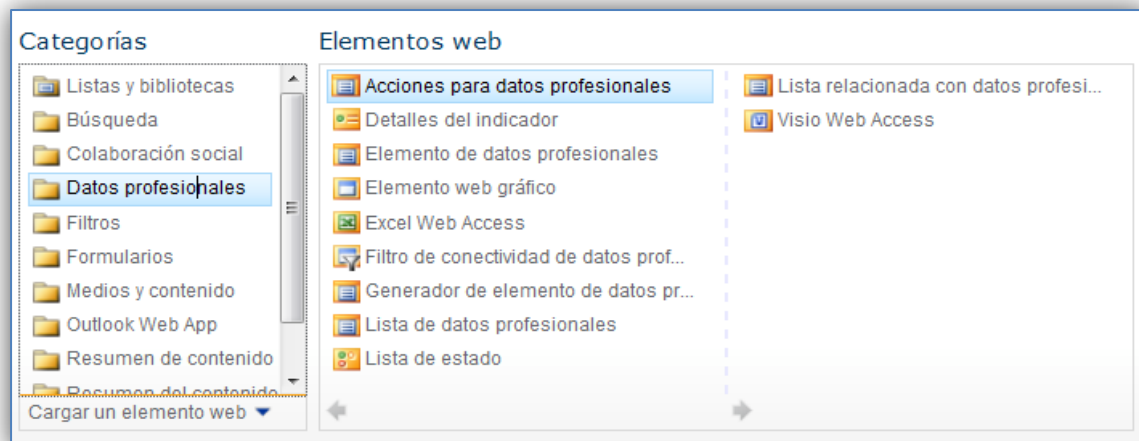 Categorías
Listas y bibliotecas
Búsqueda
Colaboración social
Datos profesionales
Filtros
Formularios
Medios y contenido
Outlook Web App
Resumen de contenido
Resumen del contenido
Cargar un elemento web
Elementos web
Acciones para datos profesionales
Detalles del indicador
Elemento de datos profesionales
Elemento web gráfico
Excel Web Access
Filtro de conectividad de datos prof...
Generador de elemento de datos pr...
Lista de datos profesionales
Lista de estado
Lista relacionada con datos profesi...
Visio Web Access